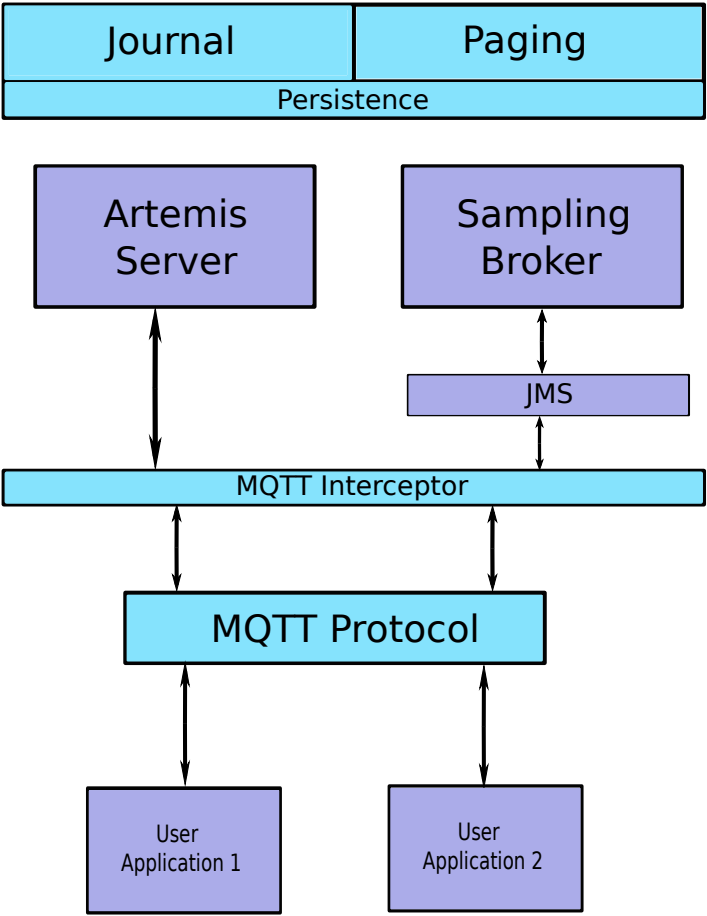 Journal
Paging
Persistence
Artemis
Server
Sampling
Broker
JMS
MQTT Interceptor
MQTT Protocol
User
Application 1
User
Application 2